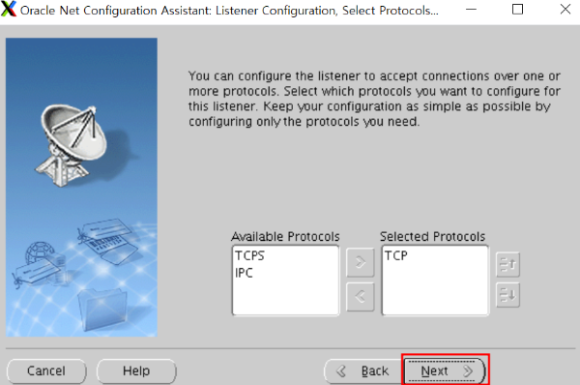 Oracle Net Configuration Assistant: Listener Configuration, Select Protocols...
You can configure the listener to accept connections over one or
more protocols. Select which protocols you want to configure for
this listener. Keep your configuration as simple as possible by
configuring only the protocols you need.
Available Protocols
Selected Protocols
TCPS
IPC
TCP
Cancel
Help
Back
Next